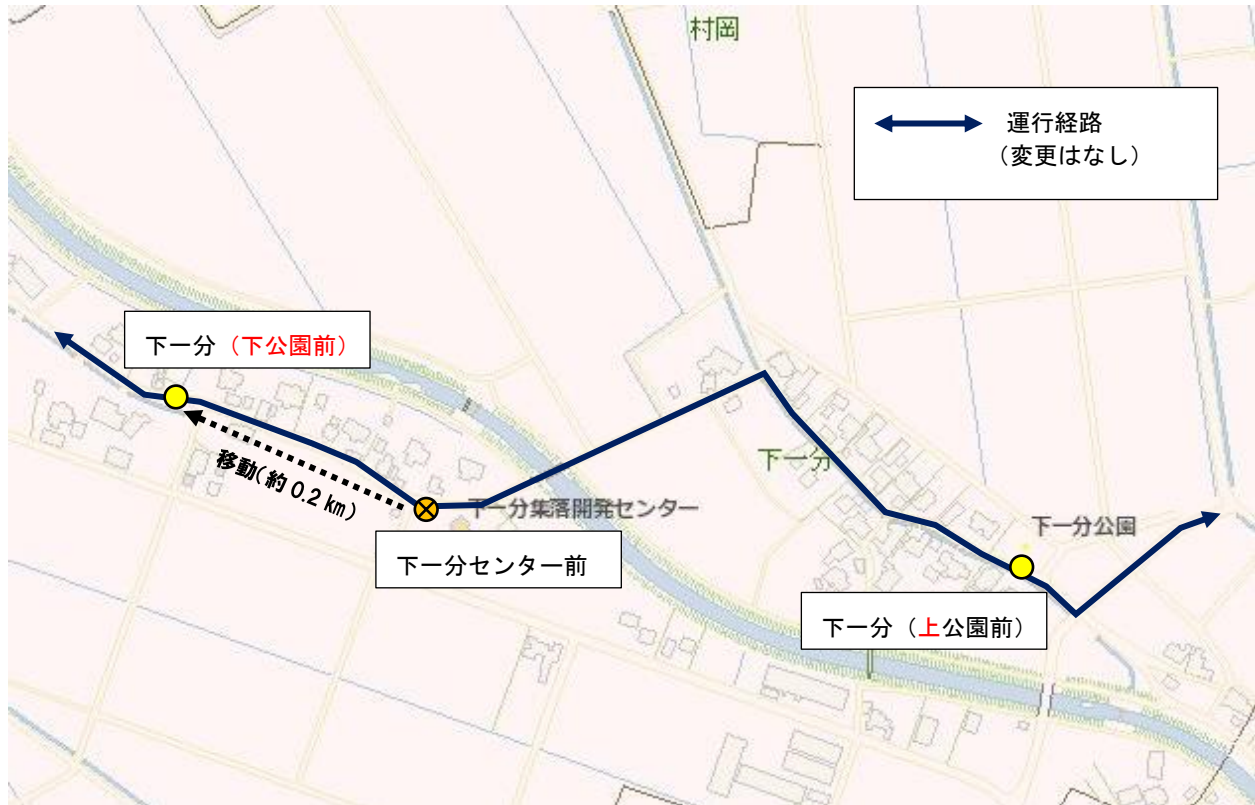 村岡
運行経路
（変更はなし）
下一分（下公園前）
移動(約 0.2 ㎞)
下一分
下一分集落開発センター
下一分公園
下一分センター前
下一分（上公園前）